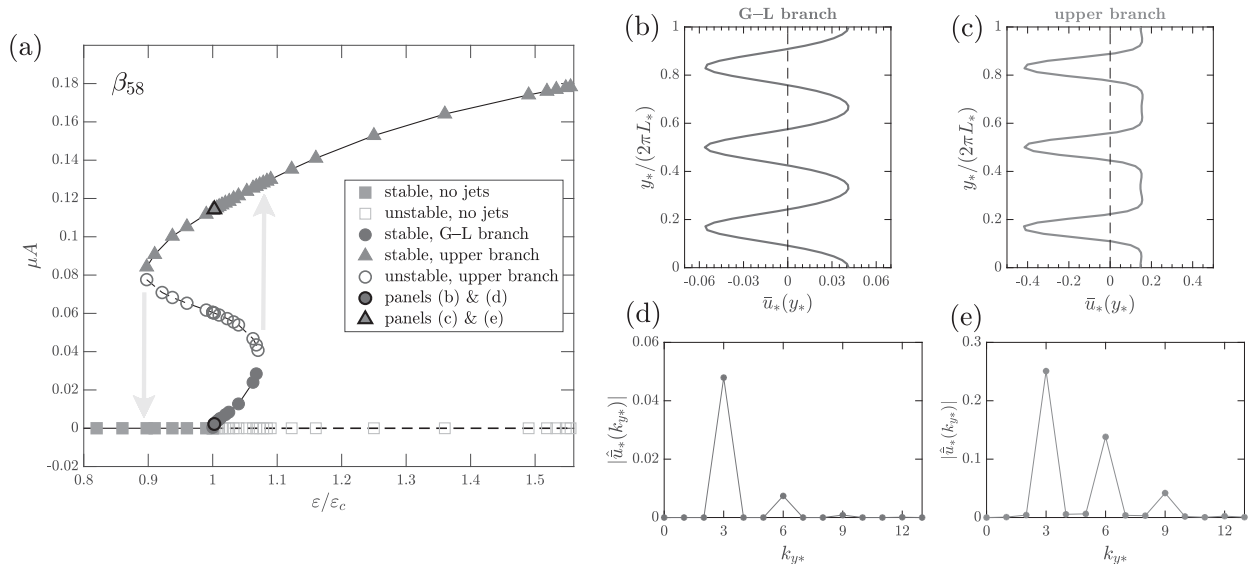 (a)
β58
μA
0.18
0.16
0.14
0.12
0.1
0.08
0.06
0.04
0.02
0
-0.02
0.8 0.9 1 1.1 1.2 1.3 1.4 1.5
ε/εc
stable, no jets
unstable, no jets
stable, G–L branch
stable, upper branch
unstable, upper branch
panels (b) & (d)
panels (c) & (e)
(b)
G–L branch
y*/(2πL*)
1
0.8
0.6
0.4
0.2
0
-0.06 -0.03 0 0.03 0.06
ū*(y*)
(c)
upper branch
y*/(2πL*)
1
0.8
0.6
0.4
0.2
0
-0.4 -0.2 0 0.2 0.4
ū*(y*)
(d)
|ū̂*(ky*)|
0.06
0.04
0.02
0
0 3 6 9 12
ky*
(e)
|ū̂*(ky*)|
0.3
0.2
0.1
0
0 3 6 9 12
ky*